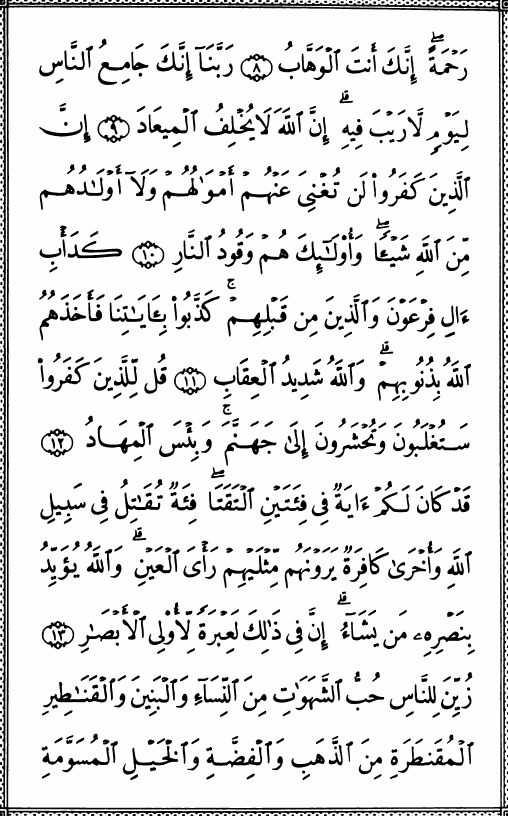 رَحْمَةً ۖ إِنَّكَ أَنتَ ٱلْوَهَّابُ ﴿٨﴾ رَبَّنَآ إِنَّكَ جَامِعُ ٱلنَّاسِ
لِيَوْمٍ لَّا رَيْبَ فِيهِ ۗ إِنَّ ٱللَّهَ لَا يُخْلِفُ ٱلْمِيعَادَ ﴿٩﴾ إِنَّ
ٱلَّذِينَ كَفَرُوا۟ لَن تُغْنِىَ عَنْهُمْ أَمْوَٰلُهُمْ وَلَآ أَوْلَـٰدُهُم
مِّنَ ٱللَّهِ شَيْـًٔا ۖ وَأُو۟لَـٰٓئِكَ هُمْ وَقُودُ ٱلنَّارِ ﴿١٠﴾ كَدَأْبِ
ءَالِ فِرْعَوْنَ وَٱلَّذِينَ مِن قَبْلِهِمْ ۚ كَذَّبُوا۟ بِـَٔايَـٰتِنَا فَأَخَذَهُمُ
ٱللَّهُ بِذُنُوبِهِمْ ۗ وَٱللَّهُ شَدِيدُ ٱلْعِقَابِ ﴿١١﴾ قُل لِّلَّذِينَ كَفَرُوا۟
سَتُغْلَبُونَ وَتُحْشَرُونَ إِلَىٰ جَهَنَّمَ ۚ وَبِئْسَ ٱلْمِهَادُ ﴿١٢﴾
قَدْ كَانَ لَكُمْ ءَايَةٌ فِى فِئَتَيْنِ ٱلْتَقَتَا ۖ فِئَةٌ تُقَـٰتِلُ فِى سَبِيلِ
ٱللَّهِ وَأُخْرَىٰ كَافِرَةٌ يَرَوْنَهُم مِّثْلَيْهِمْ رَأْىَ ٱلْعَيْنِ ۚ وَٱللَّهُ يُؤَيِّدُ
بِنَصْرِهِۦ مَن يَشَآءُ ۗ إِنَّ فِى ذَٰلِكَ لَعِبْرَةً لِّأُو۟لِى ٱلْأَبْصَـٰرِ ﴿١٣﴾
زُيِّنَ لِلنَّاسِ حُبُّ ٱلشَّهَوَٰتِ مِنَ ٱلنِّسَآءِ وَٱلْبَنِينَ وَٱلْقَنَـٰطِيرِ
ٱلْمُقَنطَرَةِ مِنَ ٱلذَّهَبِ وَٱلْفِضَّةِ وَٱلْخَيْلِ ٱلْمُسَوَّمَةِ